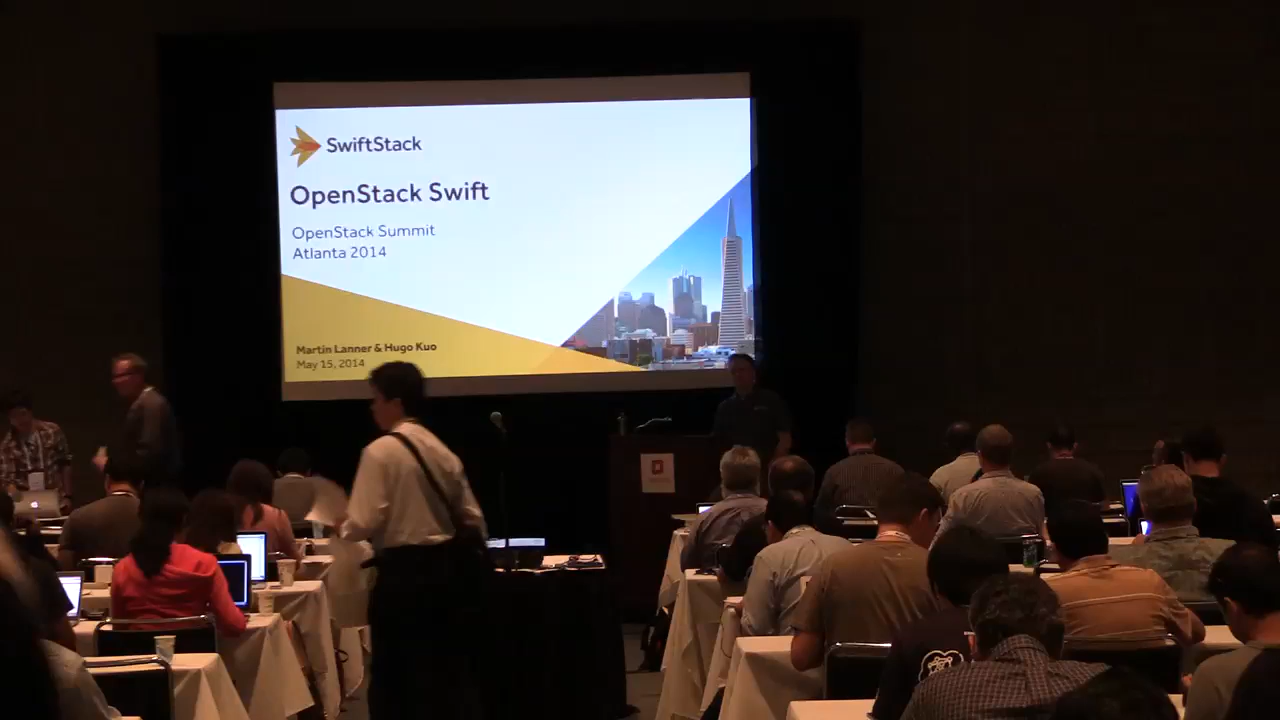 SwiftStack
OpenStack Swift
OpenStack Summit
Atlanta 2014
Martin Lanner & Hugo Kuo
May 15, 2014